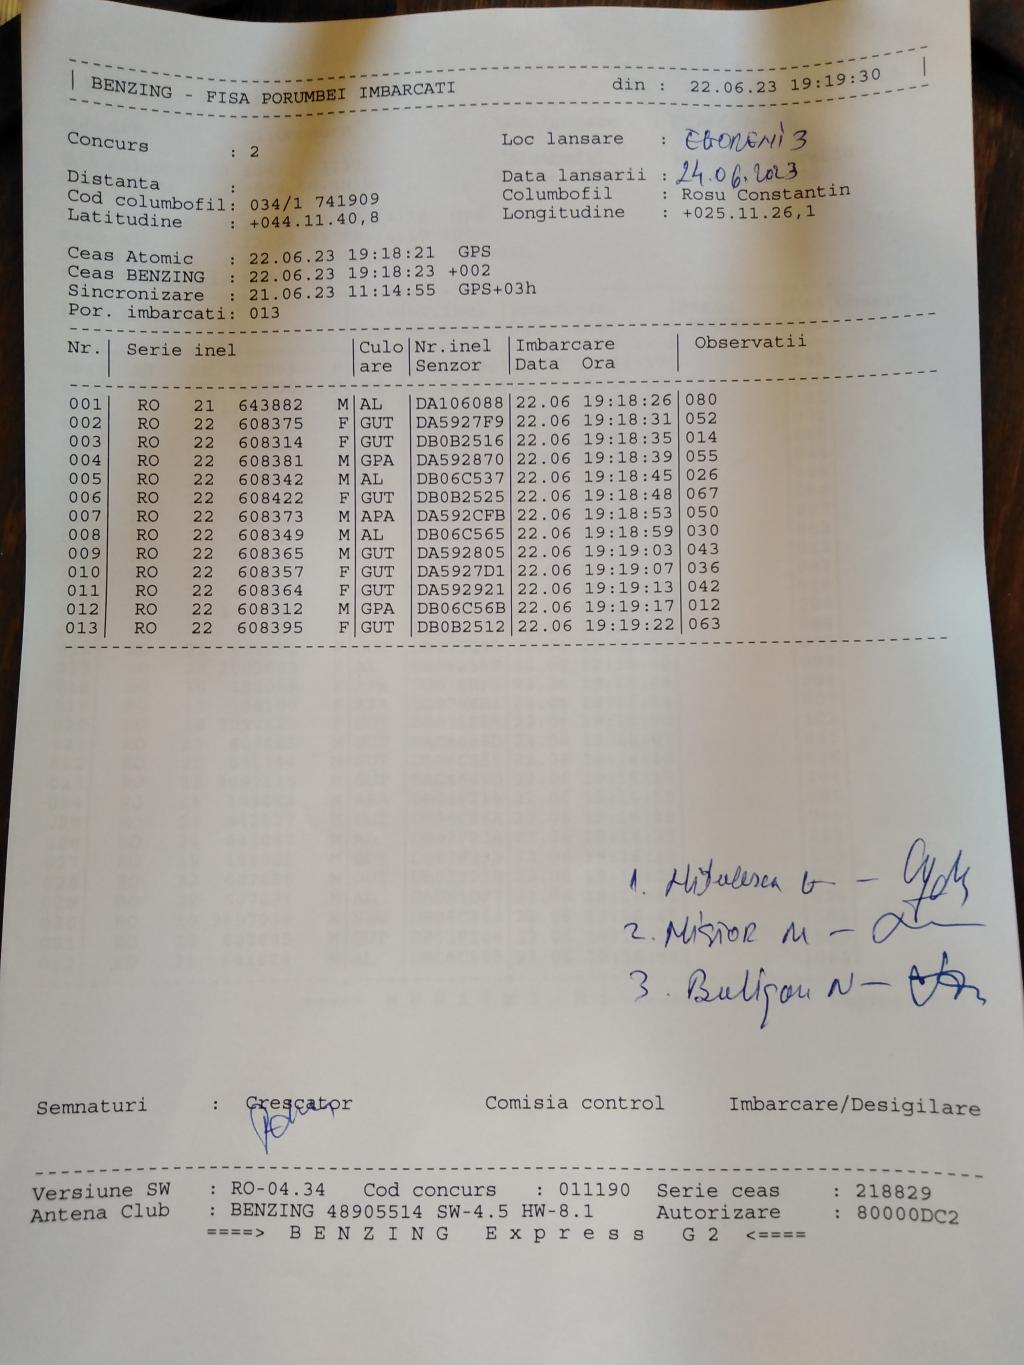 BENZING - FISA PORUMBEI IMBARCATI din : 22.06.23 19:19:30
Concurs : 2 Loc lansare : EGORENI 3
Distanta : Data lansarii : 24.06.2023
Cod columbofil: 034/1 741909 Columbofil : Rosu Constantin
Latitudine : +044.11.40,8 Longitudine : +025.11.26,1
Ceas Atomic : 22.06.23 19:18:21 GPS
Ceas BENZING : 22.06.23 19:18:23 +002
Sincronizare : 21.06.23 11:14:55 GPS+03h
Por. imbarcati: 013
Nr. Serie inel Culo Nr.inel Imbarcare Observatii
are Senzor Data Ora
001 RO 21 643882 M AL DA106088 22.06 19:18:26 080
002 RO 22 608375 F GUT DA5927F9 22.06 19:18:31 052
003 RO 22 608314 F GUT DB0B2516 22.06 19:18:35 014
004 RO 22 608381 M GPA DA592870 22.06 19:18:39 055
005 RO 22 608342 M AL DB06C537 22.06 19:18:45 026
006 RO 22 608422 F GUT DB0B2525 22.06 19:18:48 067
007 RO 22 608373 M APA DA592CFB 22.06 19:18:53 050
008 RO 22 608349 M AL DB06C565 22.06 19:18:59 030
009 RO 22 608365 M GUT DA592805 22.06 19:19:03 043
010 RO 22 608357 F GUT DA5927D1 22.06 19:19:07 036
011 RO 22 608364 F GUT DA592921 22.06 19:19:13 042
012 RO 22 608312 M GPA DB06C56B 22.06 19:19:17 012
013 RO 22 608395 F GUT DB0B2512 22.06 19:19:22 063
1. Mițulescu G -
2. Miștor M -
3. Buligou N -
Semnaturi : Crescator Comisia control Imbarcare/Desigilare
Versiune SW : RO-04.34 Cod concurs : 011190 Serie ceas : 218829
Antena Club : BENZING 48905514 SW-4.5 HW-8.1 Autorizare : 80000DC2
====> B E N Z I N G E x p r e s s G 2 <====